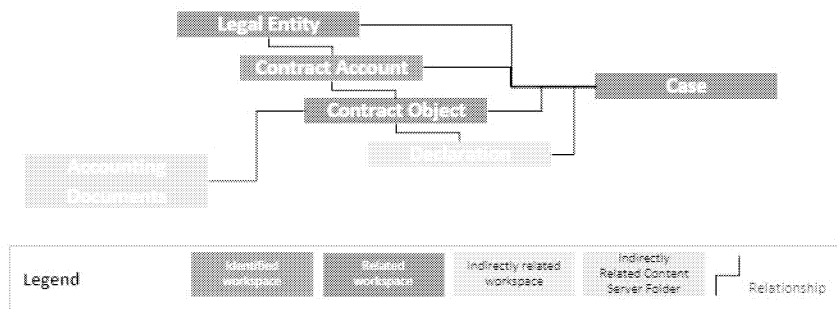 Legal Entity
Contract Account
Case
Contract Object
Declaration
Accounting
Documents
Legend
Identified
workspace
Related
workspace
Indirectly related
workspace
Indirectly
Related Content
Server Folder
Relationship